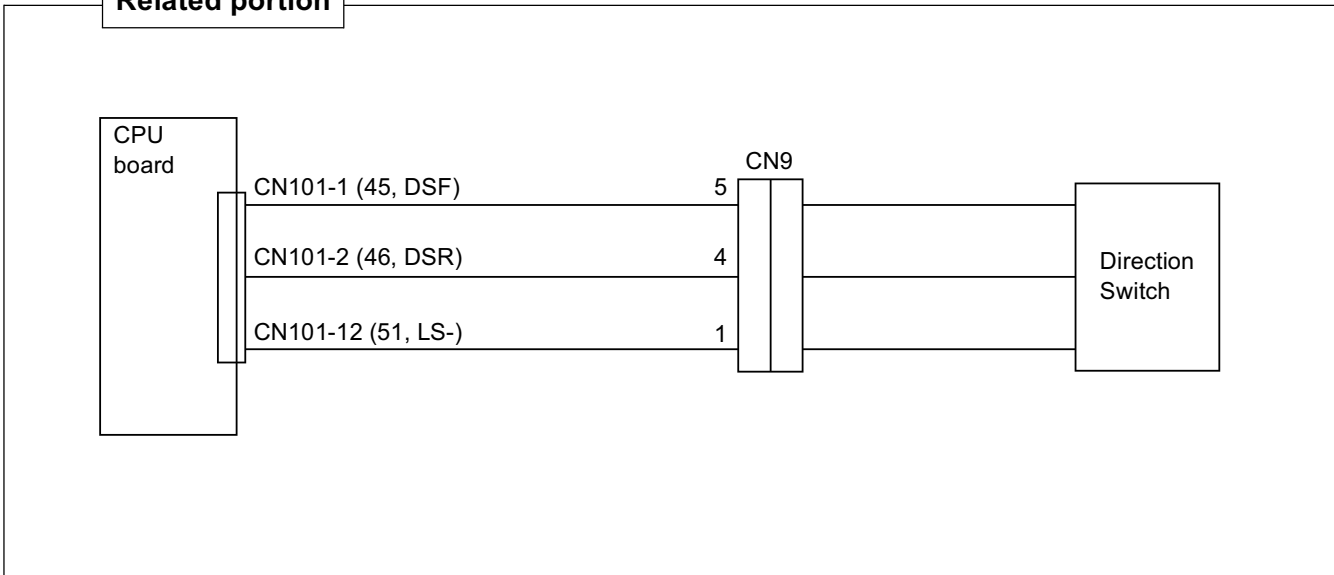 Related portion
CPU
board
CN9
CN101-1 (45, DSF)
5
CN101-2 (46, DSR)
4
Direction
Switch
CN101-12 (51, LS-)
1